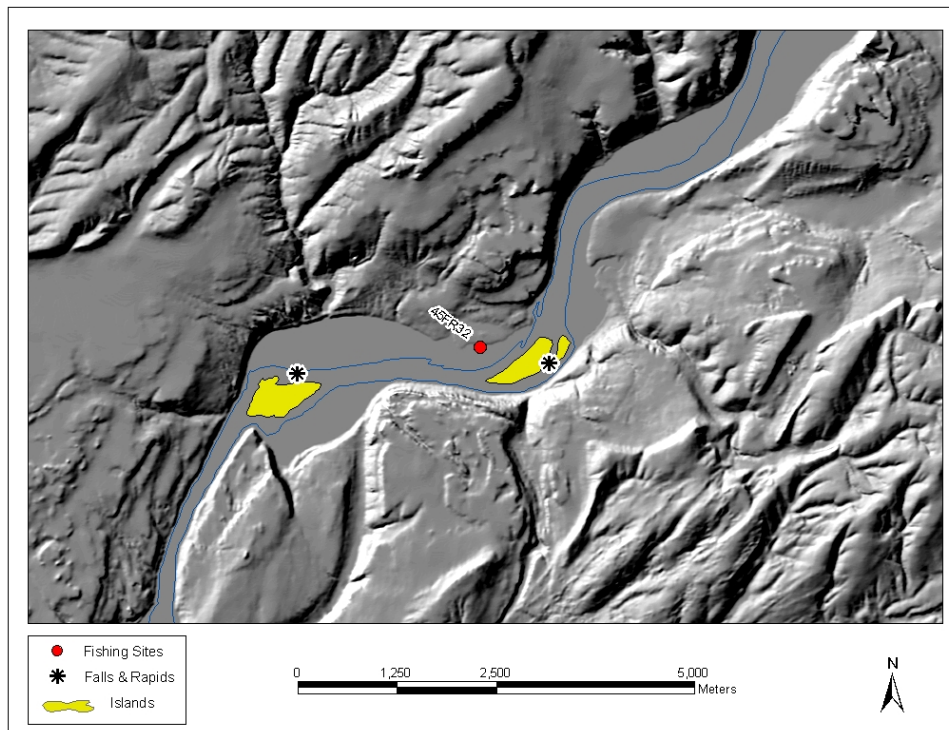 45FR32
Fishing Sites
Falls & Rapids
Islands
0 1,250 2,500 5,000
Meters
N